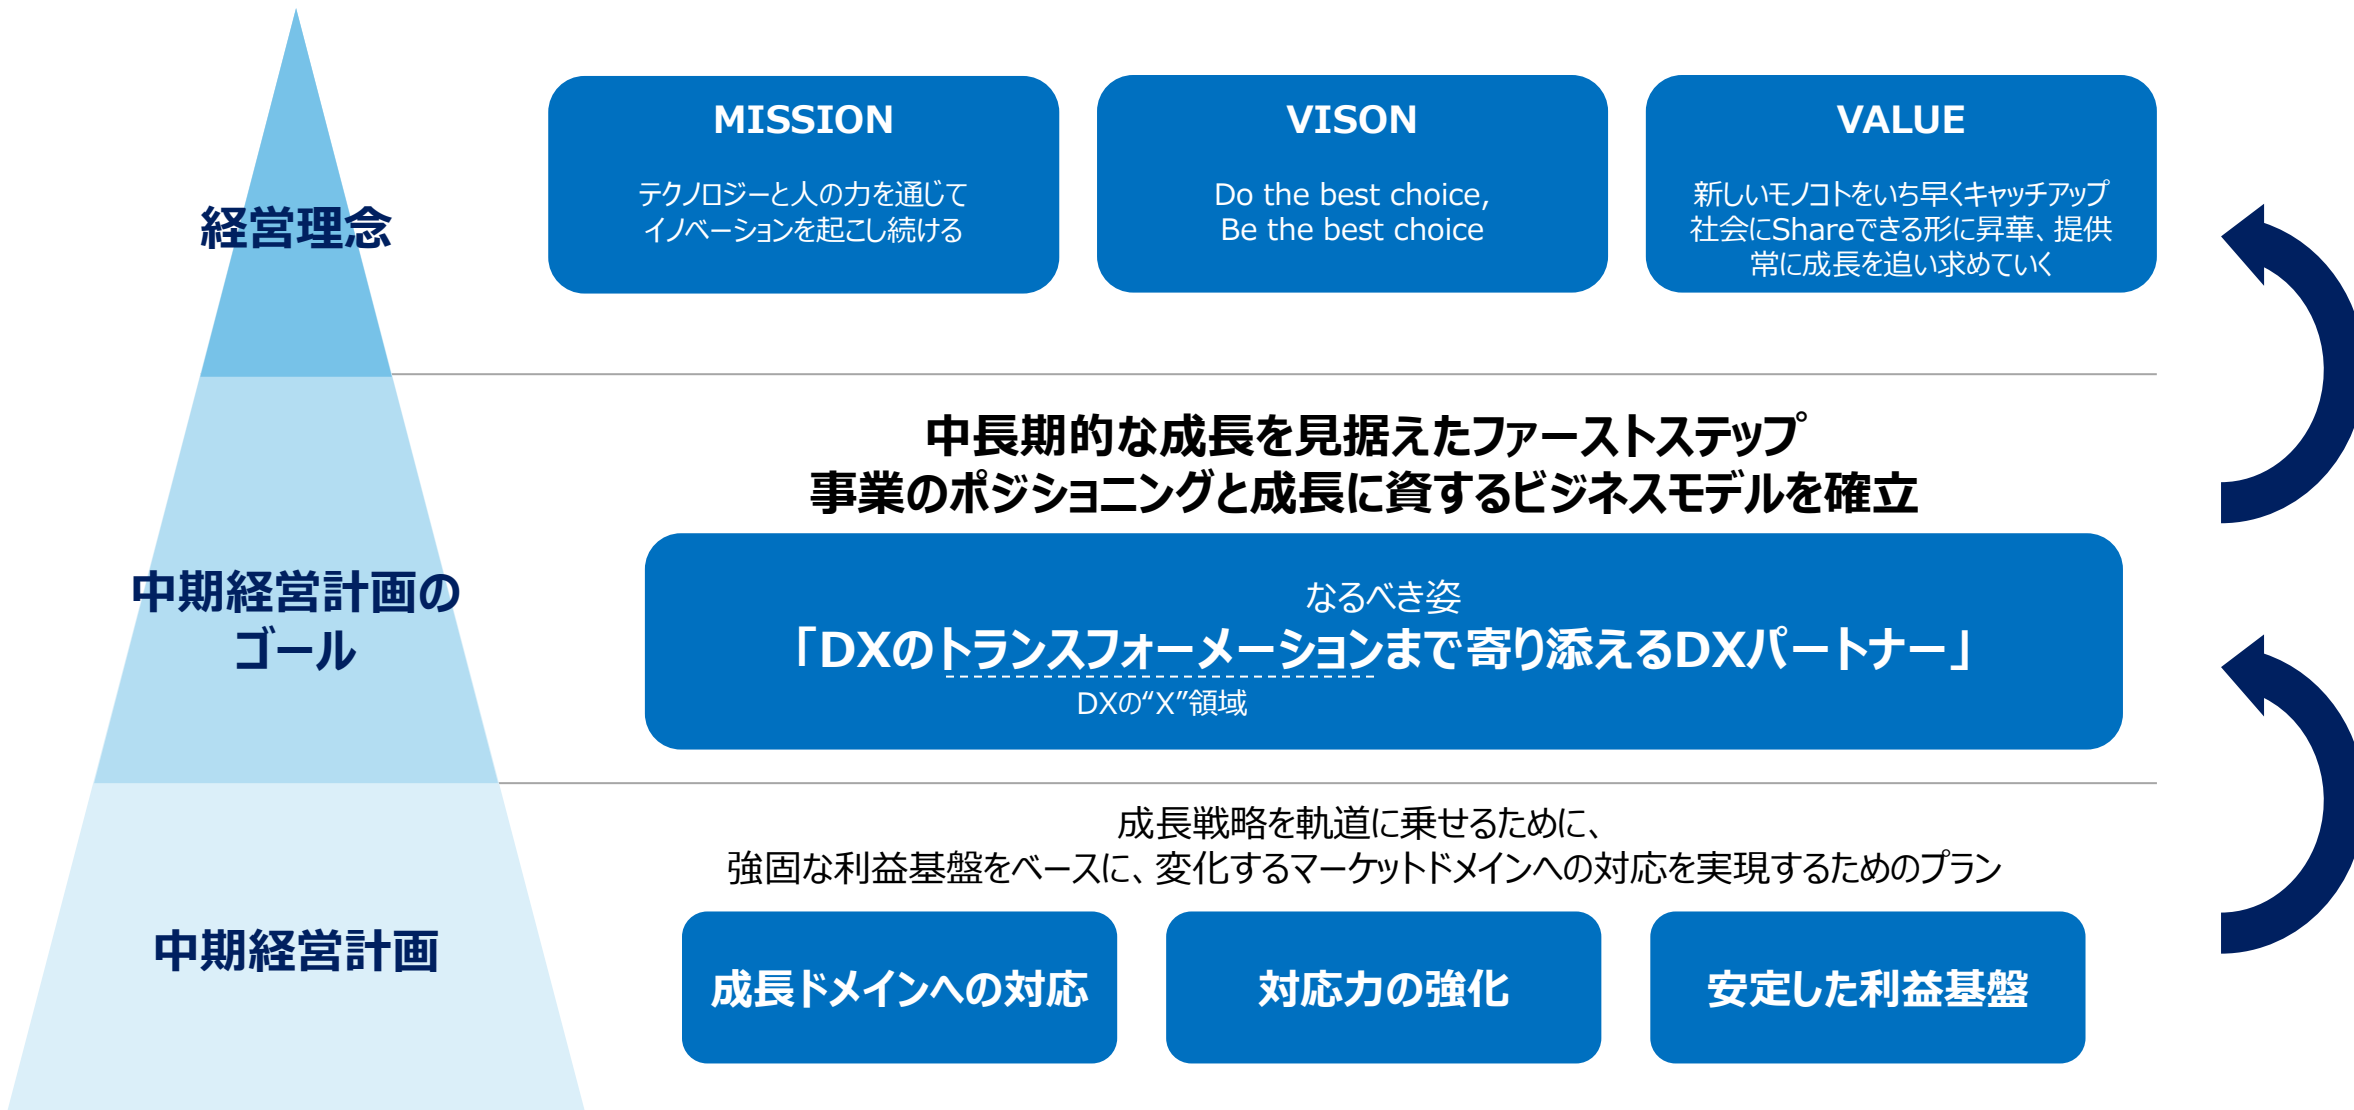 経営理念
MISSION
テクノロジーと人の力を通じて
イノベーションを起こし続ける
VISON
Do the best choice,
Be the best choice
VALUE
新しいモノコトをいち早くキャッチアップ
社会にShareできる形に昇華、提供
常に成長を追い求めていく
中期経営計画の
ゴール
中長期的な成長を見据えたファーストステップ
事業のポジショニングと成長に資するビジネスモデルを確立
なるべき姿
「DXのトランスフォーメーションまで寄り添えるDXパートナー」
DXの“X”領域
中期経営計画
成長戦略を軌道に乗せるために、
強固な利益基盤をベースに、変化するマーケットドメインへの対応を実現するためのプラン
成長ドメインへの対応
対応力の強化
安定した利益基盤